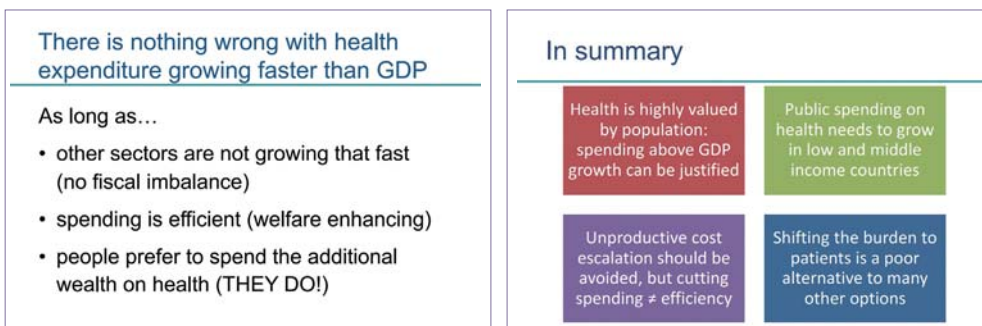 There is nothing wrong with health
expenditure growing faster than GDP
As long as…
• other sectors are not growing that fast
(no fiscal imbalance)
• spending is efficient (welfare enhancing)
• people prefer to spend the additional
wealth on health (THEY DO!)
In summary
Health is highly valued
by population:
spending above GDP
growth can be justified
Public spending on
health needs to grow
in low and middle
income countries
Unproductive cost
escalation should be
avoided, but cutting
spending ≠ efficiency
Shifting the burden to
patients is a poor
alternative to many
other options